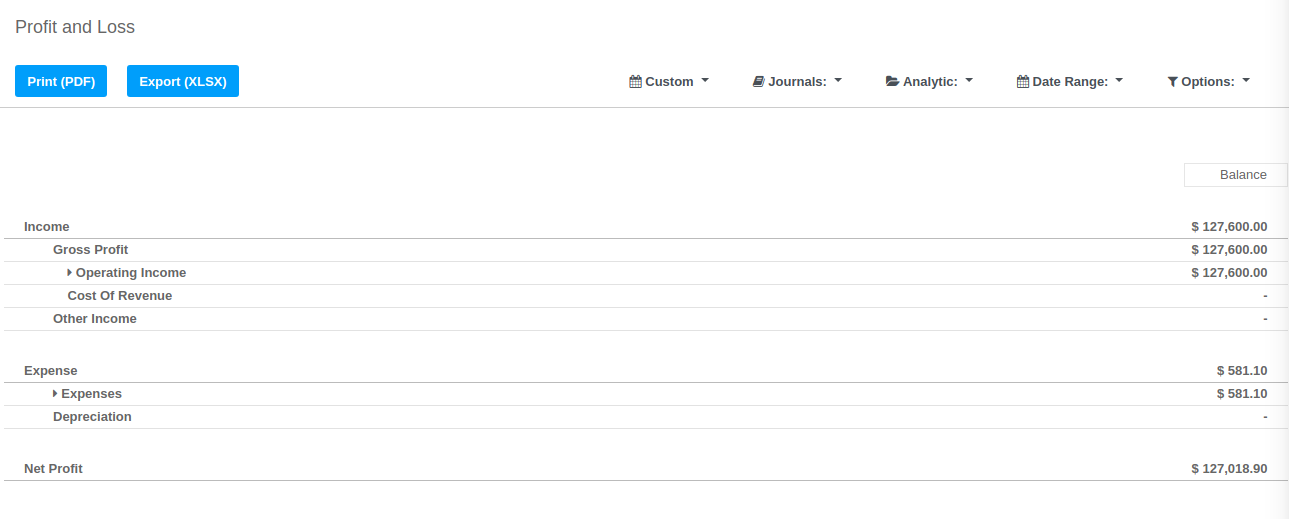 Profit and Loss
Print (PDF) Export (XLSX) Custom Journals: Analytic: Date Range: Options:
Balance
Income $ 127,600.00
Gross Profit $ 127,600.00
Operating Income $ 127,600.00
Cost Of Revenue -
Other Income -
Expense $ 581.10
Expenses $ 581.10
Depreciation -
Net Profit $ 127,018.90